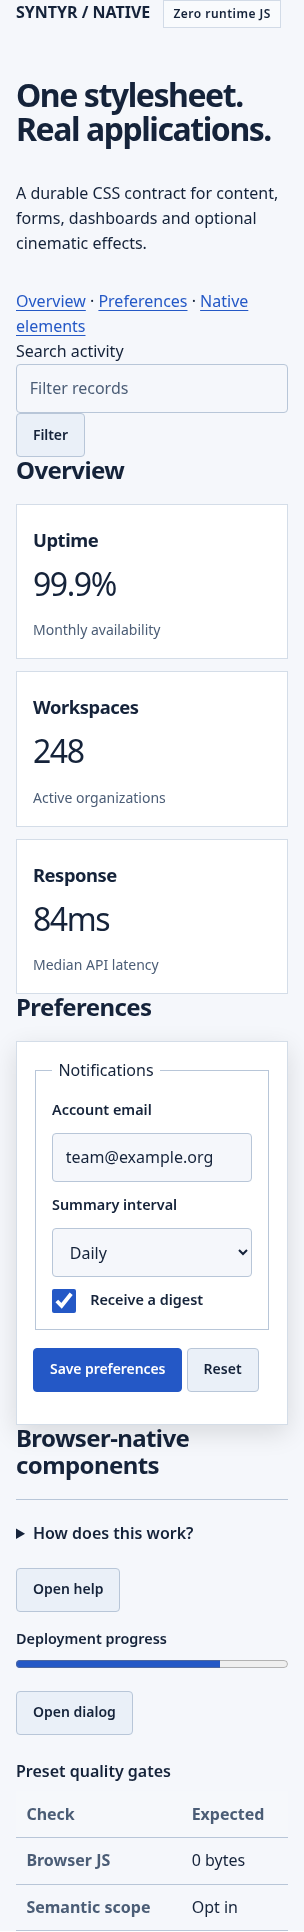 SYNTYR / NATIVE Zero runtime JS
One stylesheet.
Real applications.
A durable CSS contract for content,
forms, dashboards and optional
cinematic effects.
Overview · Preferences · Native
elements
Search activity
Filter records
Filter
Overview
Uptime
99.9%
Monthly availability
Workspaces
248
Active organizations
Response
84ms
Median API latency
Preferences
Notifications
Account email
team@example.org
Summary interval
Daily
Receive a digest
Save preferences Reset
Browser-native
components
How does this work?
Open help
Deployment progress
Open dialog
Preset quality gates
Check Expected
Browser JS 0 bytes
Semantic scope Opt in